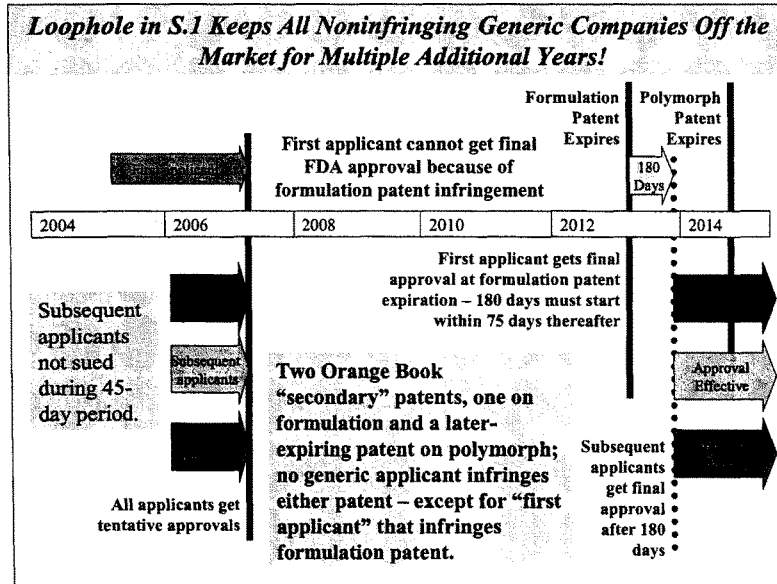 Loophole in S.1 Keeps All Noninfringing Generic Companies Off the
Market for Multiple Additional Years!
Formulation
Patent
Expires
Polymorph
Patent
Expires
First applicant cannot get final
FDA approval because of
formulation patent infringement
180
Days
2004
2006
2008
2010
2012
2014
First applicant gets final
approval at formulation patent
expiration – 180 days must start
within 75 days thereafter
Subsequent
applicants
not sued
during 45-
day period.
Subsequent
applicants
Two Orange Book
“secondary” patents, one on
formulation and a later-
expiring patent on polymorph;
no generic applicant infringes
either patent – except for “first
applicant” that infringes
formulation patent.
Approval
Effective
Subsequent
applicants
get final
approval
after 180
days
All applicants get
tentative approvals